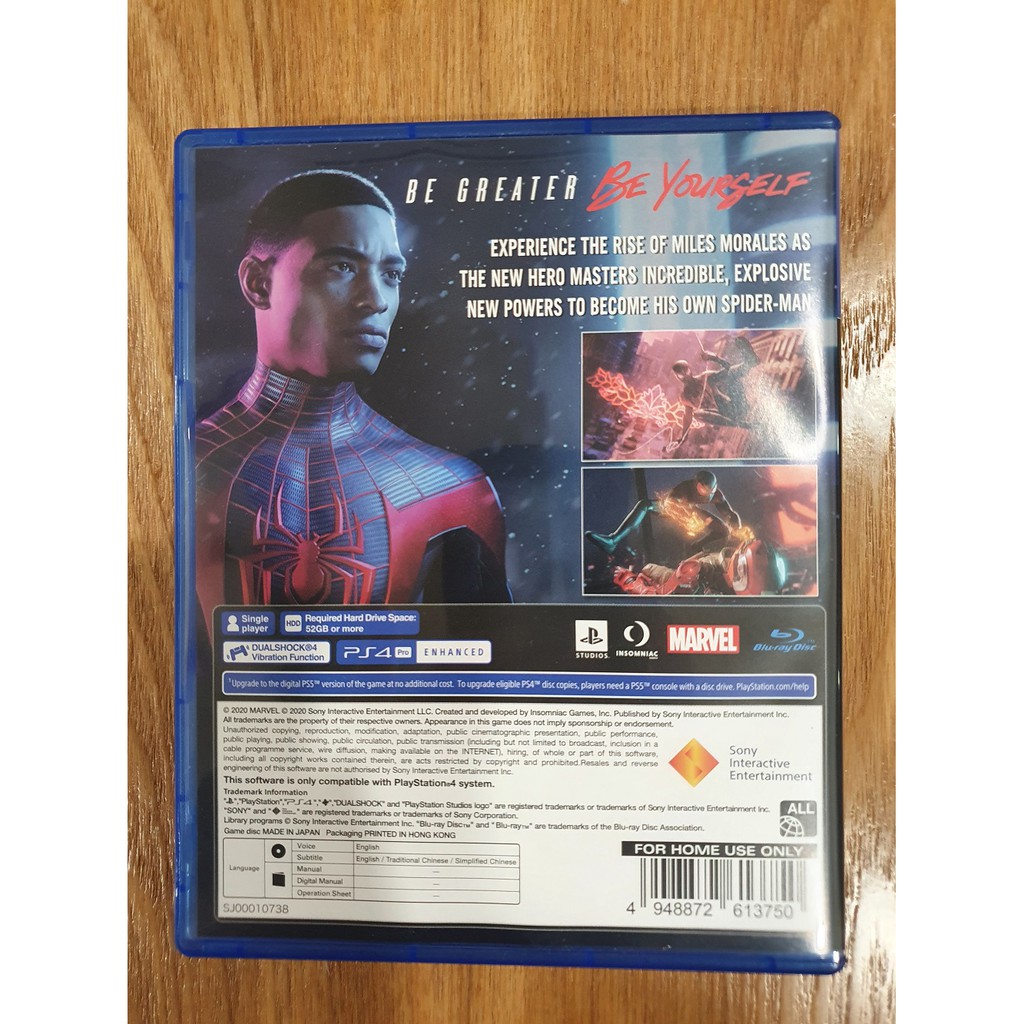 BE GREATER BE YOURSELF
EXPERIENCE THE RISE OF MILES MORALES AS
THE NEW HERO MASTERS INCREDIBLE, EXPLOSIVE
NEW POWERS TO BECOME HIS OWN SPIDER-MAN
Single
player
HDD
Required Hard Drive Space:
52GB or more
DUALSHOCK®4
Vibration Function
PS4 Pro ENHANCED
STUDIOS.
INSOMNIAC
MARVEL
Blu-ray Disc™
¹Upgrade to the digital PS5™ version of the game at no additional cost. To upgrade eligible PS4™ disc copies, players need a PS5™ console with a disc drive. PlayStation.com/help
© 2020 MARVEL © 2020 Sony Interactive Entertainment LLC. Created and developed by Insomniac Games, Inc. Published by Sony Interactive Entertainment Inc.
All trademarks are the property of their respective owners. Appearance in this game does not imply sponsorship or endorsement.
Unauthorized copying, reproduction, modification, adaptation, public cinematographic presentation, public performance,
public playing, public showing, public circulation, public transmission (including but not limited to broadcast, inclusion in a
cable programme service, wire diffusion, making available on the INTERNET), hiring, of whole or part of this software,
including all copyright works contained therein, are acts restricted by copyright and prohibited.Resales and reverse
engineering of this software are not authorised by Sony Interactive Entertainment Inc.
This software is only compatible with PlayStation®4 system.
Sony
Interactive
Entertainment
Trademark Information
"PlayStation", "PS4", "DUALSHOCK" and "PlayStation Studios logo" are registered trademarks or trademarks of Sony Interactive Entertainment Inc.
"SONY" and " " are registered trademarks or trademarks of Sony Corporation.
Library programs © Sony Interactive Entertainment Inc. "Blu-ray Disc™" and "Blu-ray™" are trademarks of the Blu-ray Disc Association.
Game disc MADE IN JAPAN Packaging PRINTED IN HONG KONG
ALL
FOR HOME USE ONLY
Language
Voice English
Subtitle English / Traditional Chinese / Simplified Chinese
Manual —
Digital Manual —
Operation Sheet —
SJ00010738
4 948872 613750